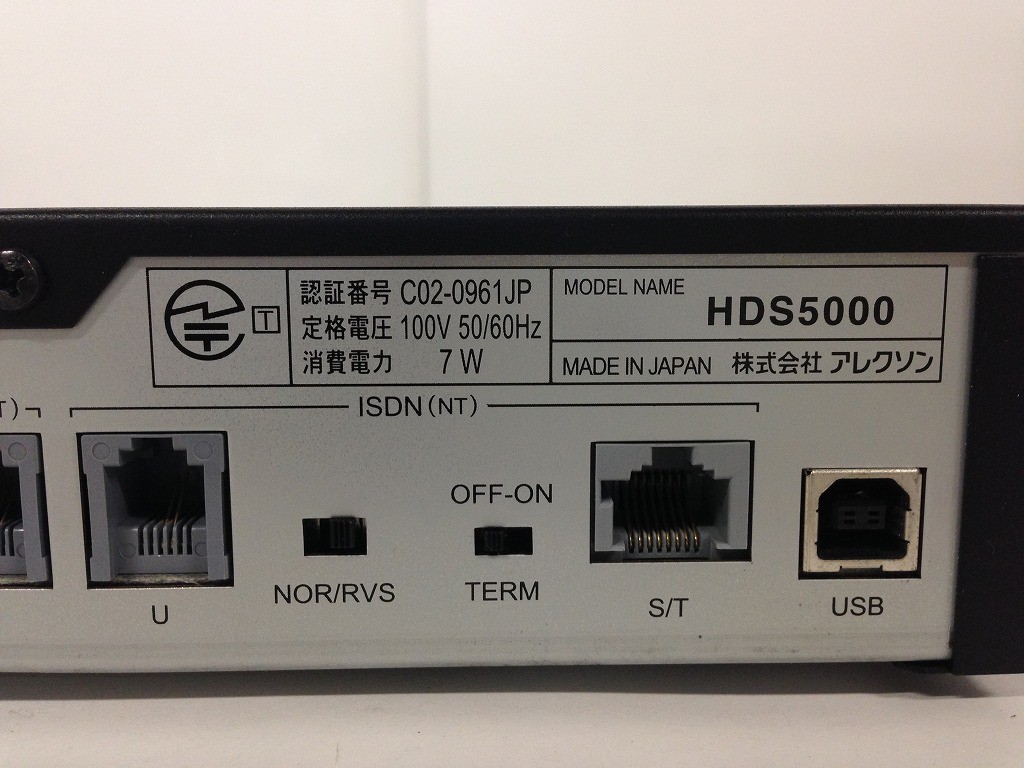 T
認証番号 C02-0961JP
定格電圧 100V 50/60Hz
消費電力 7W
MODEL NAME
HDS5000
MADE IN JAPAN 株式会社 アレクソン
T)
ISDN(NT)
OFF-ON
U
NOR/RVS
TERM
S/T
USB